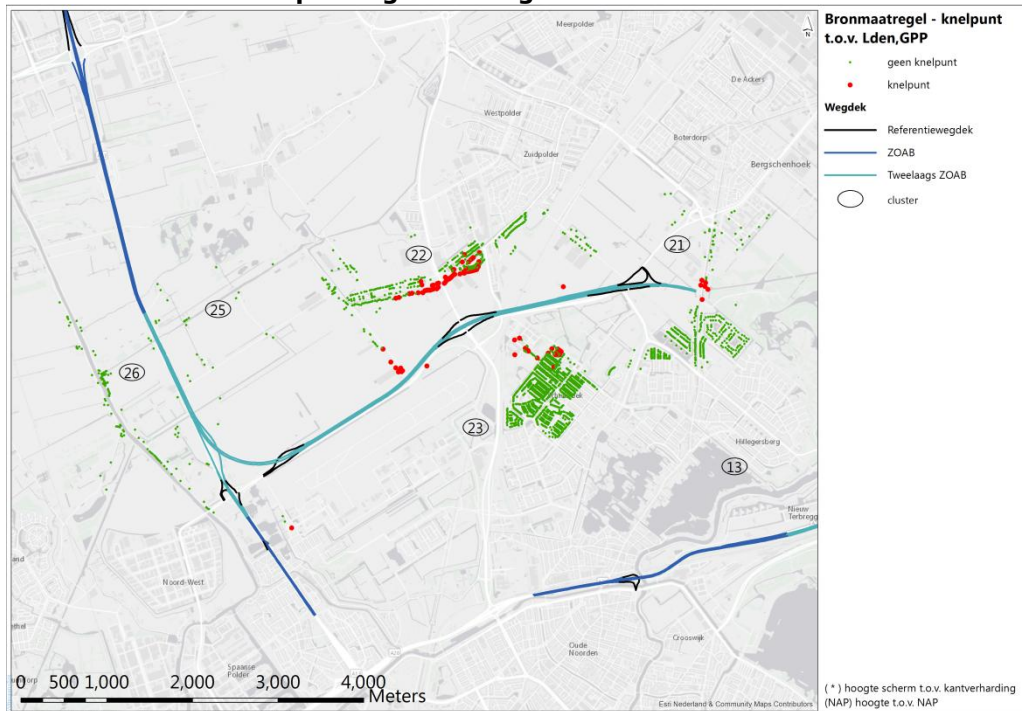 Meerpolder
De Ackers
Westpolder
Boterdorp
Zuidpolder
Bergschenhoek
N
21
22
25
26
23
Hillegersberg
13
Nieuw
Terbregg
Noord-West
Crooswijk
Oude
Noorden
Spaanse
Polder
0 500 1,000 2,000 3,000 4,000
Meters
Esri Nederland & Community Maps Contributors
Bronmaatregel - knelpunt
t.o.v. Lden,GPP
geen knelpunt
knelpunt
Wegdek
Referentiewegdek
ZOAB
Tweelaags ZOAB
cluster
( * ) hoogte scherm t.o.v. kantverharding
(NAP) hoogte t.o.v. NAP